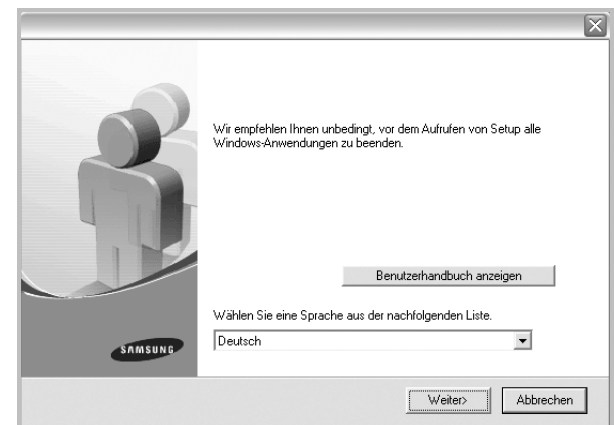 Wir empfehlen Ihnen unbedingt, vor dem Aufrufen von Setup alle
Windows-Anwendungen zu beenden.
Benutzerhandbuch anzeigen
Wählen Sie eine Sprache aus der nachfolgenden Liste.
Deutsch
SAMSUNG
Weiter>
Abbrechen